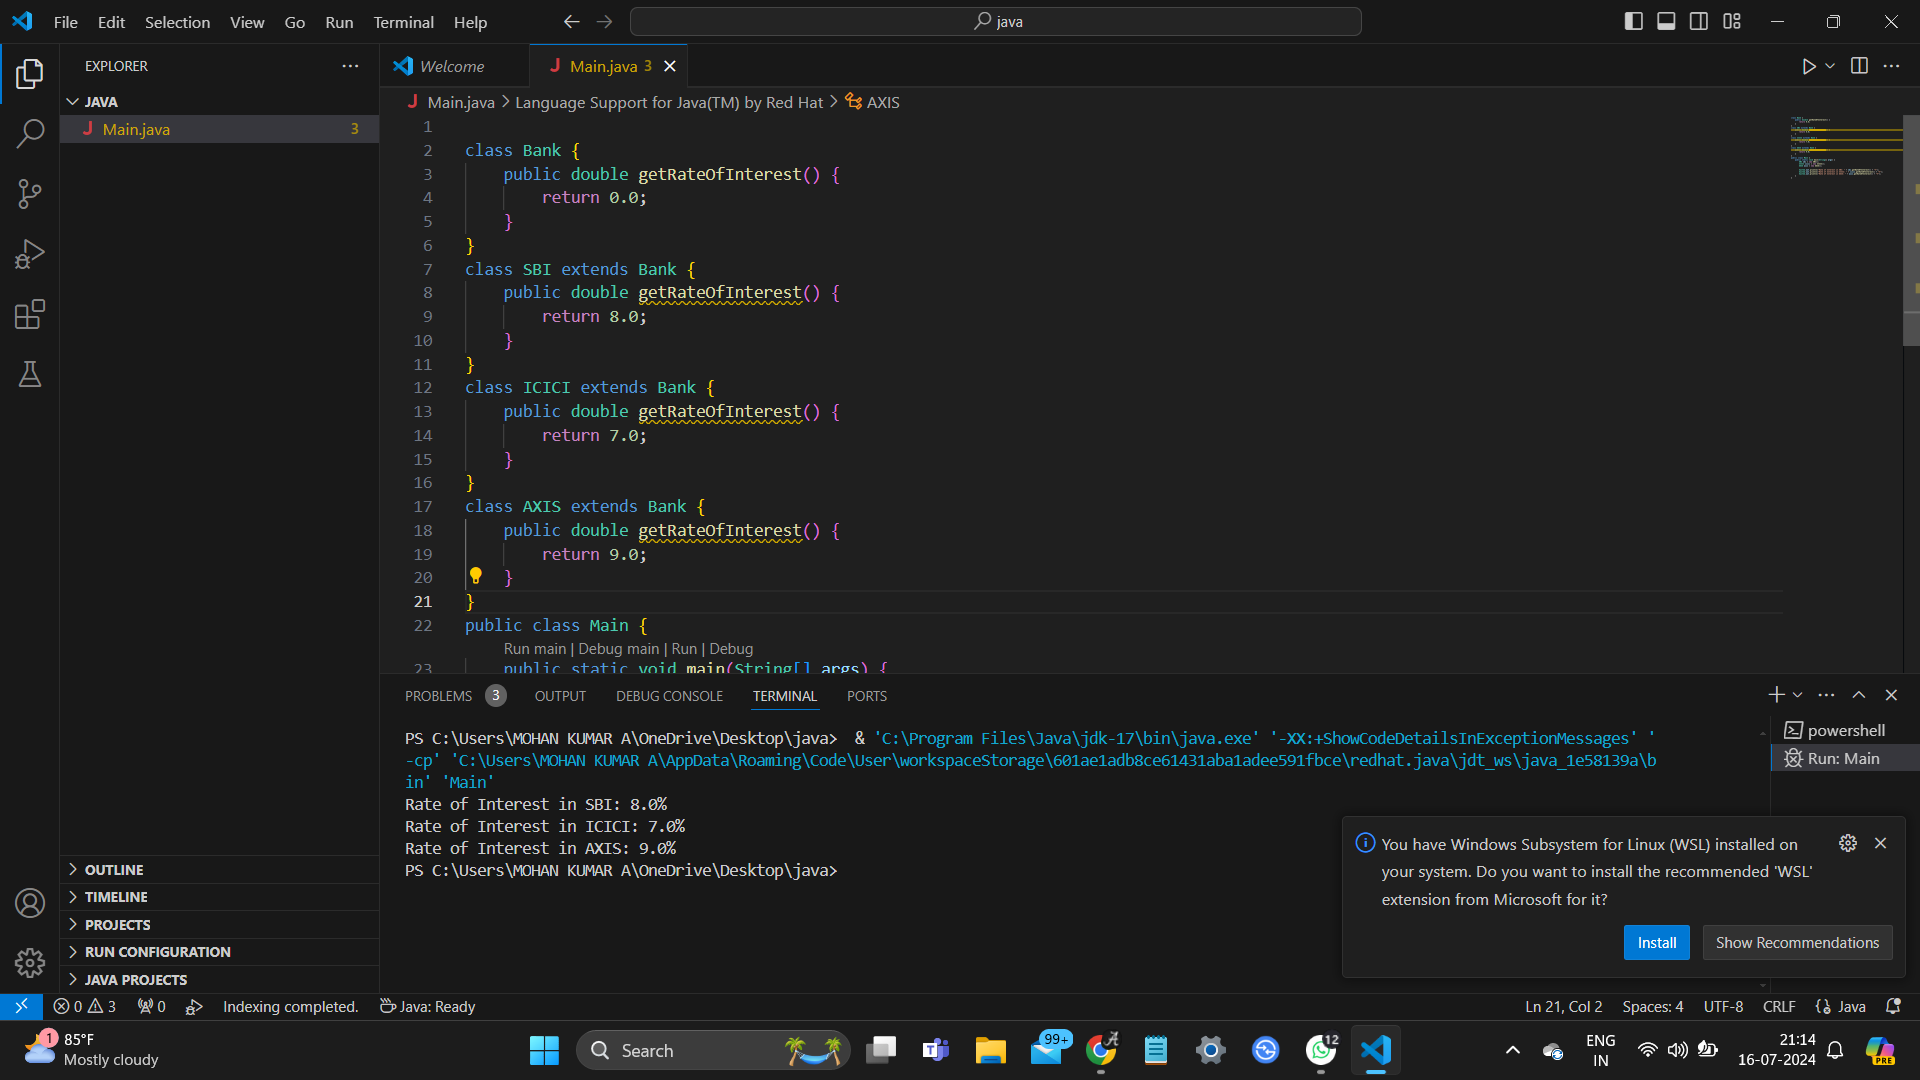 File Edit Selection View Go Run Terminal Help
java
EXPLORER
JAVA
Main.java 3
Welcome
Main.java 3
Main.java > Language Support for Java(TM) by Red Hat > AXIS
1
2 class Bank {
3 public double getRateOfInterest() {
4 return 0.0;
5 }
6 }
7 class SBI extends Bank {
8 public double getRateOfInterest() {
9 return 8.0;
10 }
11 }
12 class ICICI extends Bank {
13 public double getRateOfInterest() {
14 return 7.0;
15 }
16 }
17 class AXIS extends Bank {
18 public double getRateOfInterest() {
19 return 9.0;
20 }
21 }
22 public class Main {
Run main | Debug main | Run | Debug
23 public static void main(String[] args) {
PROBLEMS 3 OUTPUT DEBUG CONSOLE TERMINAL PORTS
PS C:\Users\MOHAN KUMAR A\OneDrive\Desktop\java> & 'C:\Program Files\Java\jdk-17\bin\java.exe' '-XX:+ShowCodeDetailsInExceptionMessages' '
-cp' 'C:\Users\MOHAN KUMAR A\AppData\Roaming\Code\User\workspaceStorage\601ae1adb8ce61431aba1adee591fbce\redhat.java\jdt_ws\java_1e58139a\b
in' 'Main'
Rate of Interest in SBI: 8.0%
Rate of Interest in ICICI: 7.0%
Rate of Interest in AXIS: 9.0%
PS C:\Users\MOHAN KUMAR A\OneDrive\Desktop\java>
powershell
Run: Main
You have Windows Subsystem for Linux (WSL) installed on
your system. Do you want to install the recommended 'WSL'
extension from Microsoft for it?
Install
Show Recommendations
OUTLINE
TIMELINE
PROJECTS
RUN CONFIGURATION
JAVA PROJECTS
0 3 0 Indexing completed. Java: Ready
Ln 21, Col 2 Spaces: 4 UTF-8 CRLF {} Java
1
85°F
Mostly cloudy
Search
99+
12
ENG
IN
21:14
16-07-2024
PRE